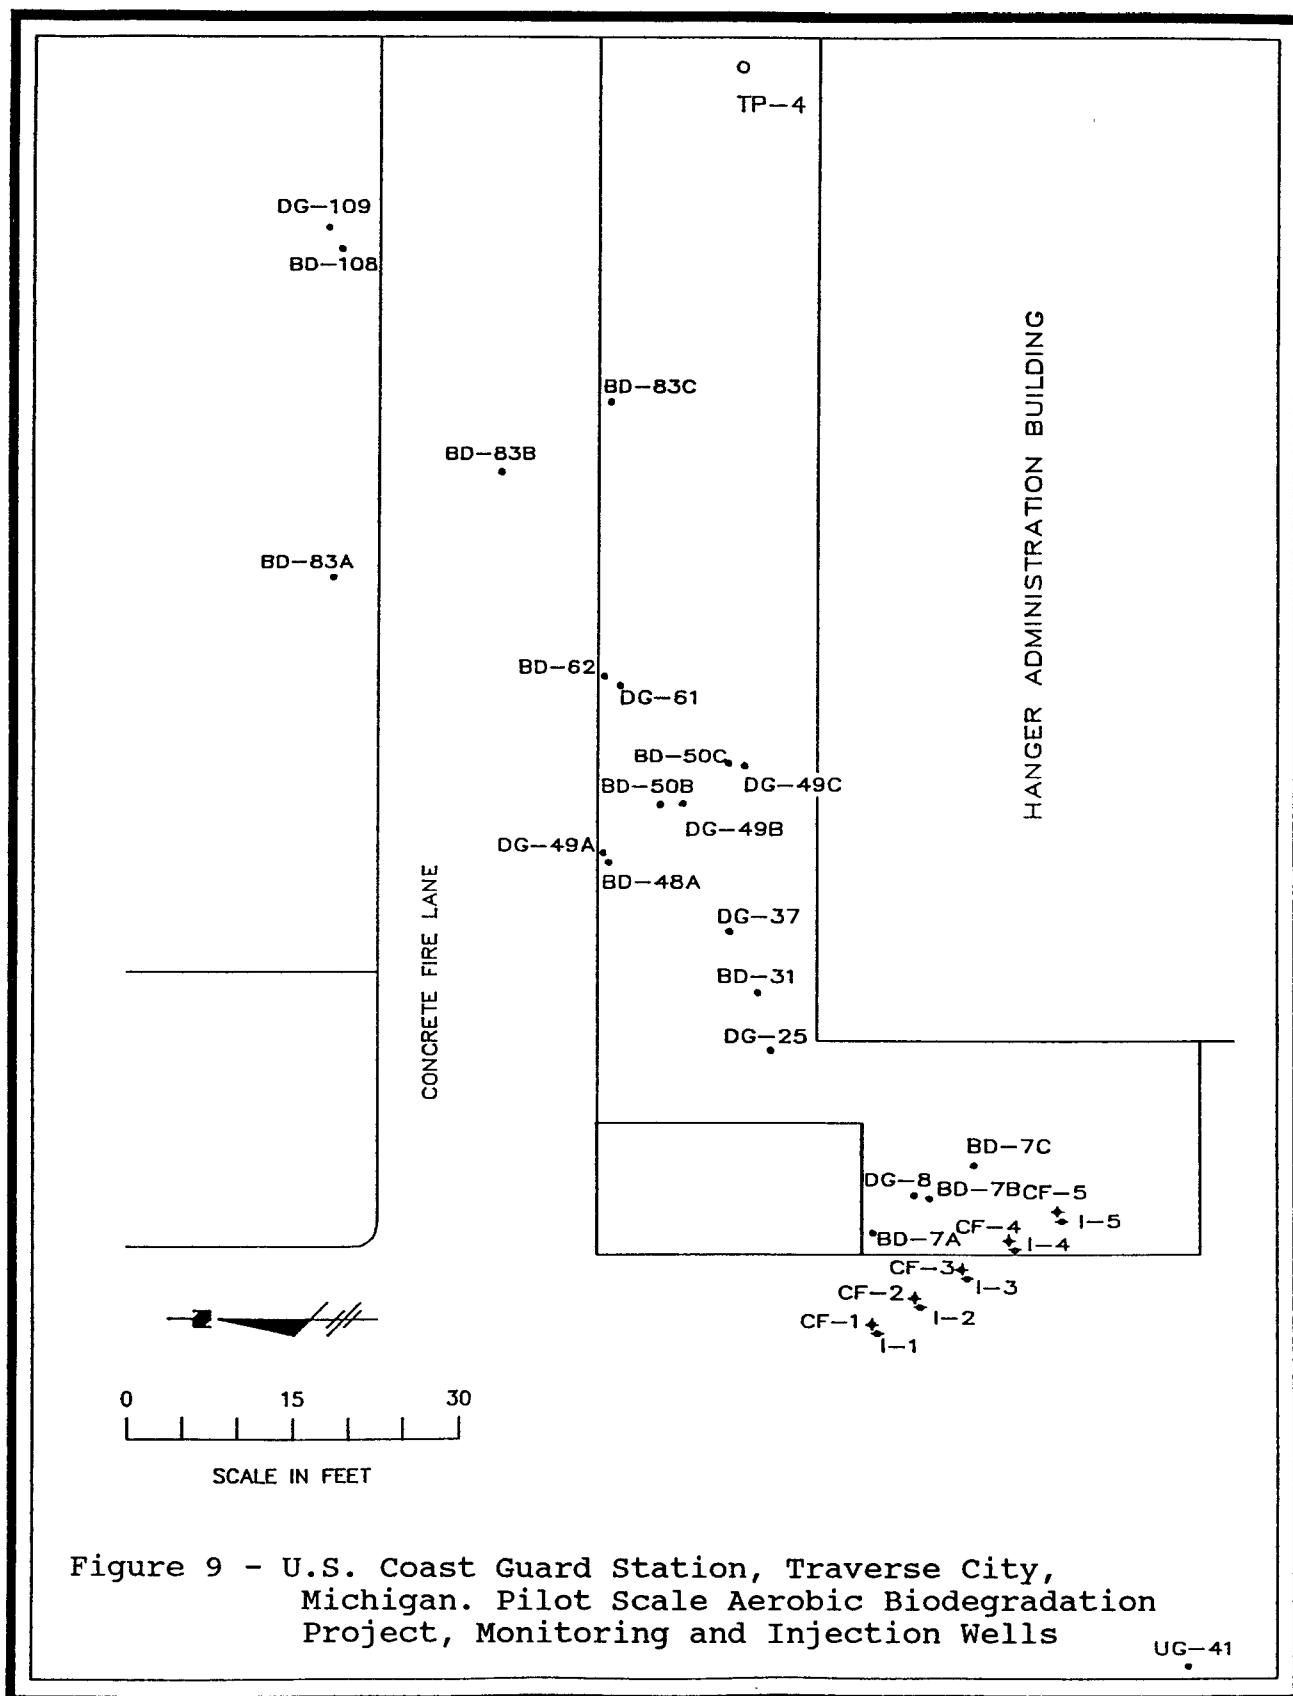 TP-4
DG-109
BD-108
BD-83C
BD-83B
BD-83A
HANGER ADMINISTRATION BUILDING
BD-62
DG-61
BD-50C
DG-49C
BD-50B
DG-49B
DG-49A
BD-48A
CONCRETE FIRE LANE
DG-37
BD-31
DG-25
BD-7C
DG-8
BD-7B
CF-5
I-5
BD-7A
CF-4
I-4
CF-3
I-3
CF-2
I-2
CF-1
I-1
N
0 15 30
SCALE IN FEET
Figure 9 - U.S. Coast Guard Station, Traverse City,
Michigan. Pilot Scale Aerobic Biodegradation
Project, Monitoring and Injection Wells
UG-41